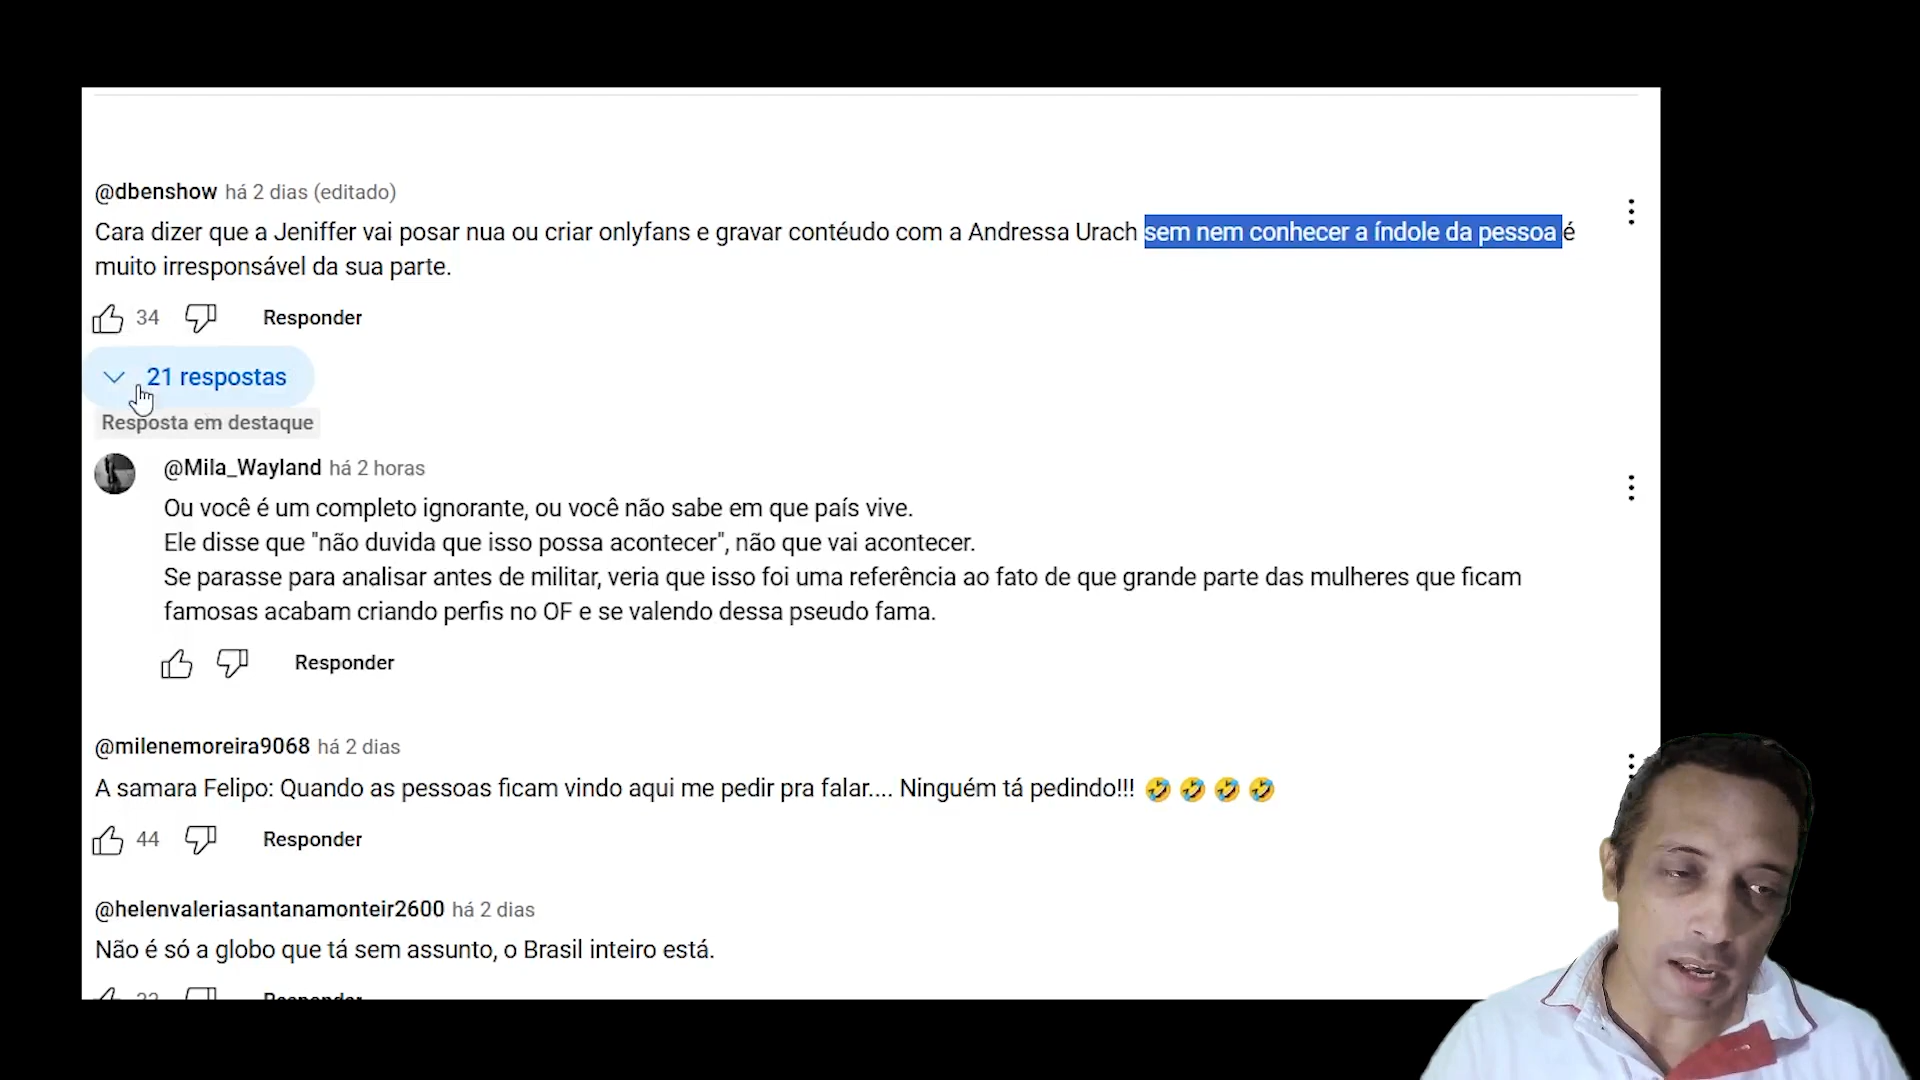 @dbenshow há 2 dias (editado)
Cara dizer que a Jeniffer vai posar nua ou criar onlyfans e gravar contéudo com a Andressa Urach sem nem conhecer a índole da pessoa é
muito irresponsável da sua parte.
34 Responder
21 respostas
Resposta em destaque
@Mila_Wayland há 2 horas
Ou você é um completo ignorante, ou você não sabe em que país vive.
Ele disse que "não duvida que isso possa acontecer", não que vai acontecer.
Se parasse para analisar antes de militar, veria que isso foi uma referência ao fato de que grande parte das mulheres que ficam
famosas acabam criando perfis no OF e se valendo dessa pseudo fama.
Responder
@milenemoreira9068 há 2 dias
A samara Felipo: Quando as pessoas ficam vindo aqui me pedir pra falar.... Ninguém tá pedindo!!! 🤣 🤣 🤣 🤣
44 Responder
@helenvaleriasantanamonteir2600 há 2 dias
Não é só a globo que tá sem assunto, o Brasil inteiro está.
Responder